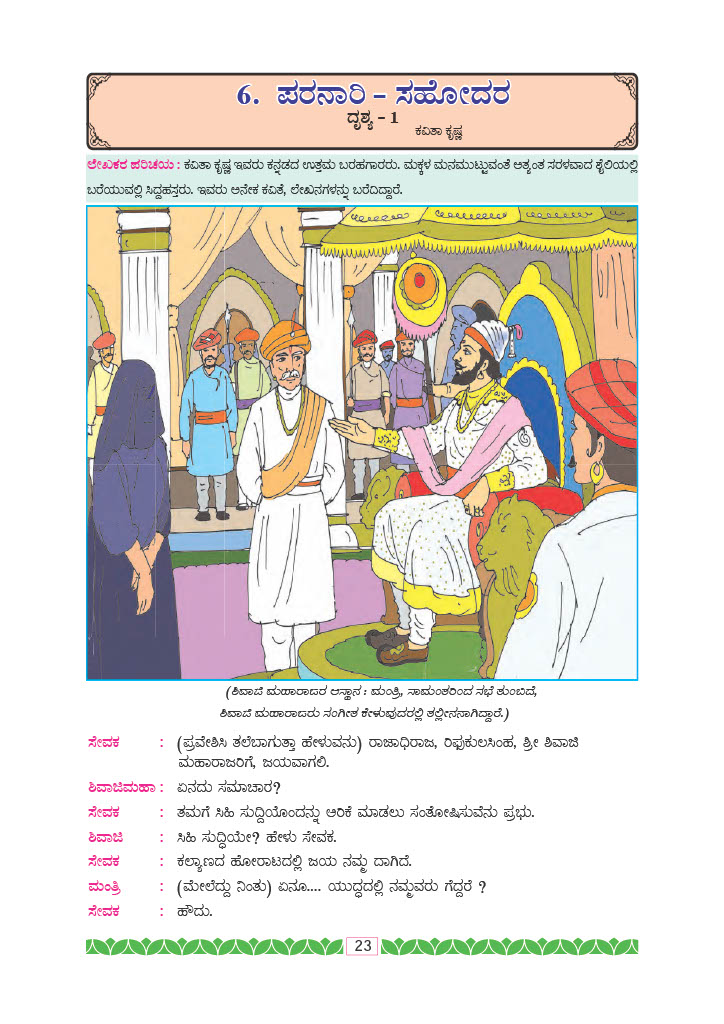 6. ಪರನಾರಿ – ಸಹೋದರ
ದೃಶ್ಯ – 1
ಕವಿತಾ ಕೃಷ್ಣ
ಲೇಖಕರ ಪರಿಚಯ : ಕವಿತಾ ಕೃಷ್ಣ ಇವರು ಕನ್ನಡದ ಉತ್ತಮ ಬರಹಗಾರರು. ಮಕ್ಕಳ ಮನಮುಟ್ಟುವಂತೆ ಅತ್ಯಂತ ಸರಳವಾದ ಶೈಲಿಯಲ್ಲಿ
ಬರೆಯುವಲ್ಲಿ ಸಿದ್ದಹಸ್ತರು. ಇವರು ಅನೇಕ ಕವಿತೆ, ಲೇಖನಗಳನ್ನು ಬರೆದಿದ್ದಾರೆ.
(ಶಿವಾಜಿ ಮಹಾರಾಜರ ಆಸ್ಥಾನ : ಮಂತ್ರಿ, ಸಾಮಂತರಿಂದ ಸಭೆ ತುಂಬಿದೆ,
ಶಿವಾಜಿ ಮಹಾರಾಜರು ಸಂಗೀತ ಕೇಳುವುದರಲ್ಲಿ ತಲ್ಲೀನನಾಗಿದ್ದಾರೆ.)
ಸೇವಕ : (ಪ್ರವೇಶಿಸಿ ತಲೆಬಾಗುತ್ತಾ ಹೇಳುವನು) ರಾಜಾಧಿರಾಜ, ರಿಪುಕುಲಸಿಂಹ, ಶ್ರೀ ಶಿವಾಜಿ
ಮಹಾರಾಜರಿಗೆ, ಜಯವಾಗಲಿ.
ಶಿವಾಜಿಮಹಾ : ಏನದು ಸಮಾಚಾರ?
ಸೇವಕ : ತಮಗೆ ಸಿಹಿ ಸುದ್ದಿಯೊಂದನ್ನು ಅರಿಕೆ ಮಾಡಲು ಸಂತೋಷಿಸುವೆನು ಪ್ರಭು.
ಶಿವಾಜಿ : ಸಿಹಿ ಸುದ್ಧಿಯೇ? ಹೇಳು ಸೇವಕ.
ಸೇವಕ : ಕಲ್ಯಾಣದ ಹೋರಾಟದಲ್ಲಿ ಜಯ ನಮ್ಮ ದಾಗಿದೆ.
ಮಂತ್ರಿ : (ಮೇಲೆದ್ದು ನಿಂತು) ಏನೂ.... ಯುದ್ಧದಲ್ಲಿ ನಮ್ಮವರು ಗೆದ್ದರೆ ?
ಸೇವಕ : ಹೌದು.
23